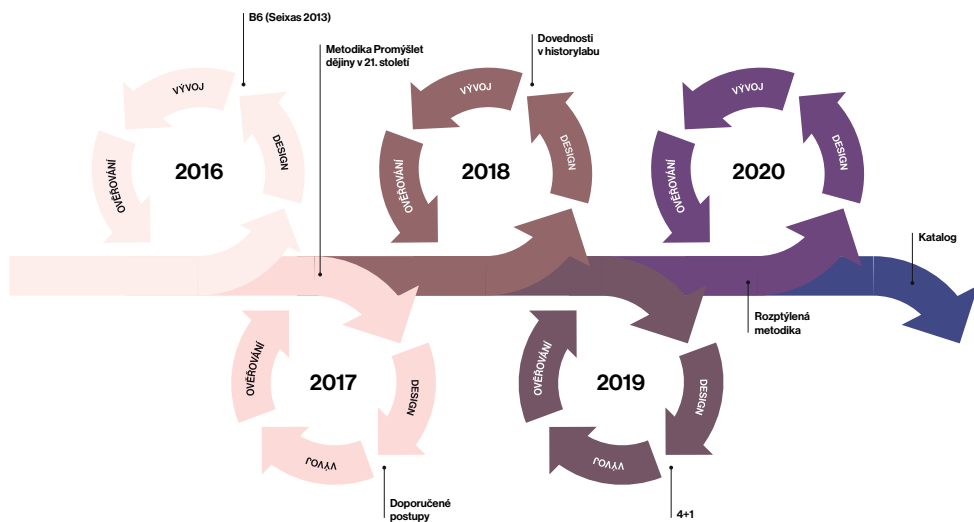 B6 (Seixas 2013)
Metodika Promýšlet
dějiny v 21. století
Dovednosti
v historylabu
VÝVOJ
DESIGN
OVĚŘOVÁNÍ
2016
VÝVOJ
DESIGN
OVĚŘOVÁNÍ
2018
VÝVOJ
DESIGN
OVĚŘOVÁNÍ
2020
Katalog
Rozptýlená
metodika
OVĚŘOVÁNÍ
2017
DESIGN
VÝVOJ
OVĚŘOVÁNÍ
2019
DESIGN
VÝVOJ
Doporučené
postupy
4+1